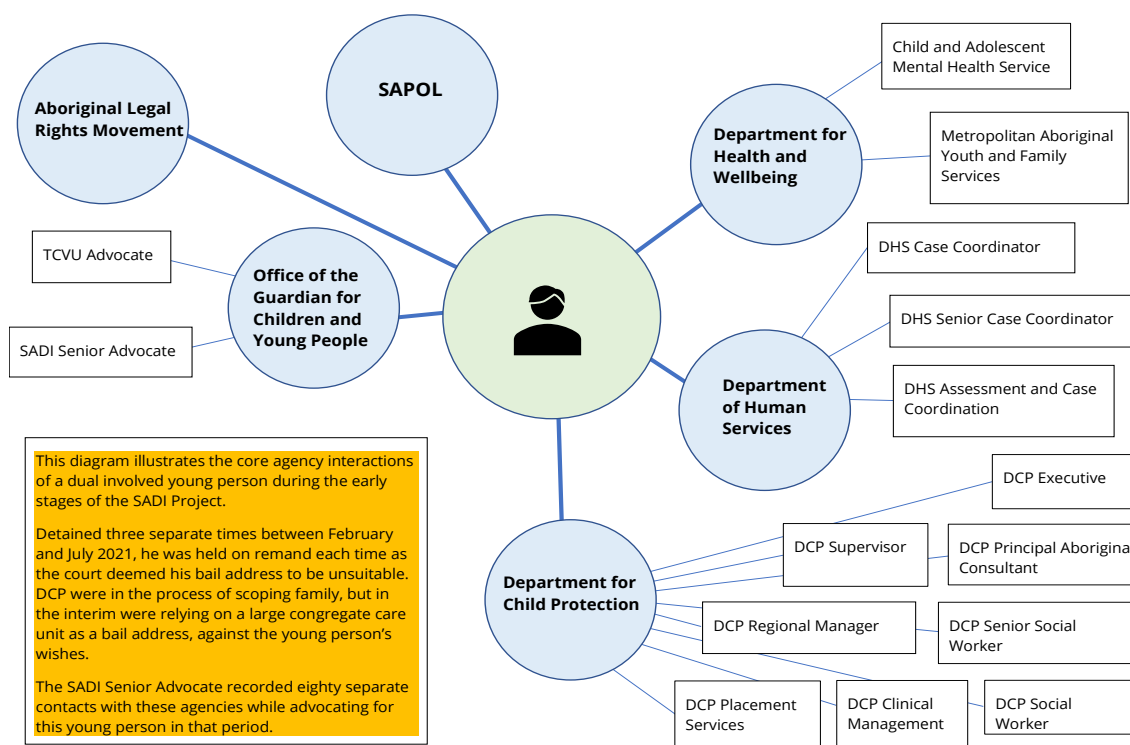 SAPOL
Aboriginal Legal
Rights Movement
Child and Adolescent
Mental Health Service
Department for
Health and
Wellbeing
Metropolitan Aboriginal
Youth and Family
Services
TCVU Advocate
Office of the
Guardian for
Children and
Young People
SADI Senior Advocate
DHS Case Coordinator
DHS Senior Case Coordinator
Department
of Human
Services
DHS Assessment and Case
Coordination
This diagram illustrates the core agency interactions
of a dual involved young person during the early
stages of the SADI Project.
Detained three separate times between February
and July 2021, he was held on remand each time as
the court deemed his bail address to be unsuitable.
DCP were in the process of scoping family, but in
the interim were relying on a large congregate care
unit as a bail address, against the young person’s
wishes.
The SADI Senior Advocate recorded eighty separate
contacts with these agencies while advocating for
this young person in that period.
Department for
Child Protection
DCP Executive
DCP Supervisor
DCP Principal Aborigina
Consultant
DCP Regional Manager
DCP Senior Social
Worker
DCP Placement
Services
DCP Clinical
Management
DCP Social
Worker